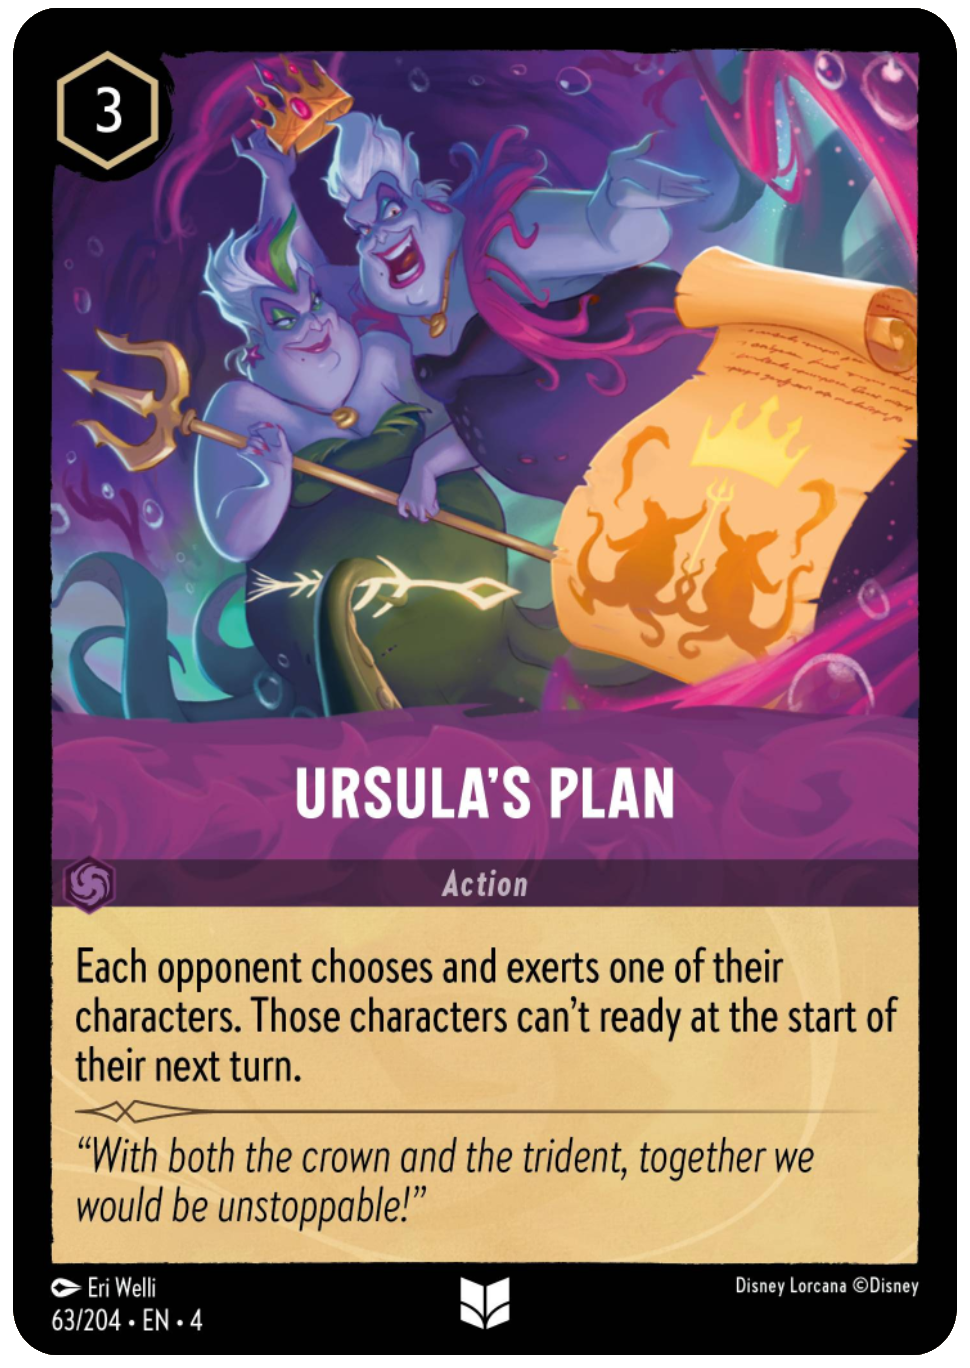 3
URSULA'S PLAN
Action
Each opponent chooses and exerts one of their
characters. Those characters can't ready at the start of
their next turn.
“With both the crown and the trident, together we
would be unstoppable!”
Eri Welli
Disney Lorcana ©Disney
63/204 • EN • 4